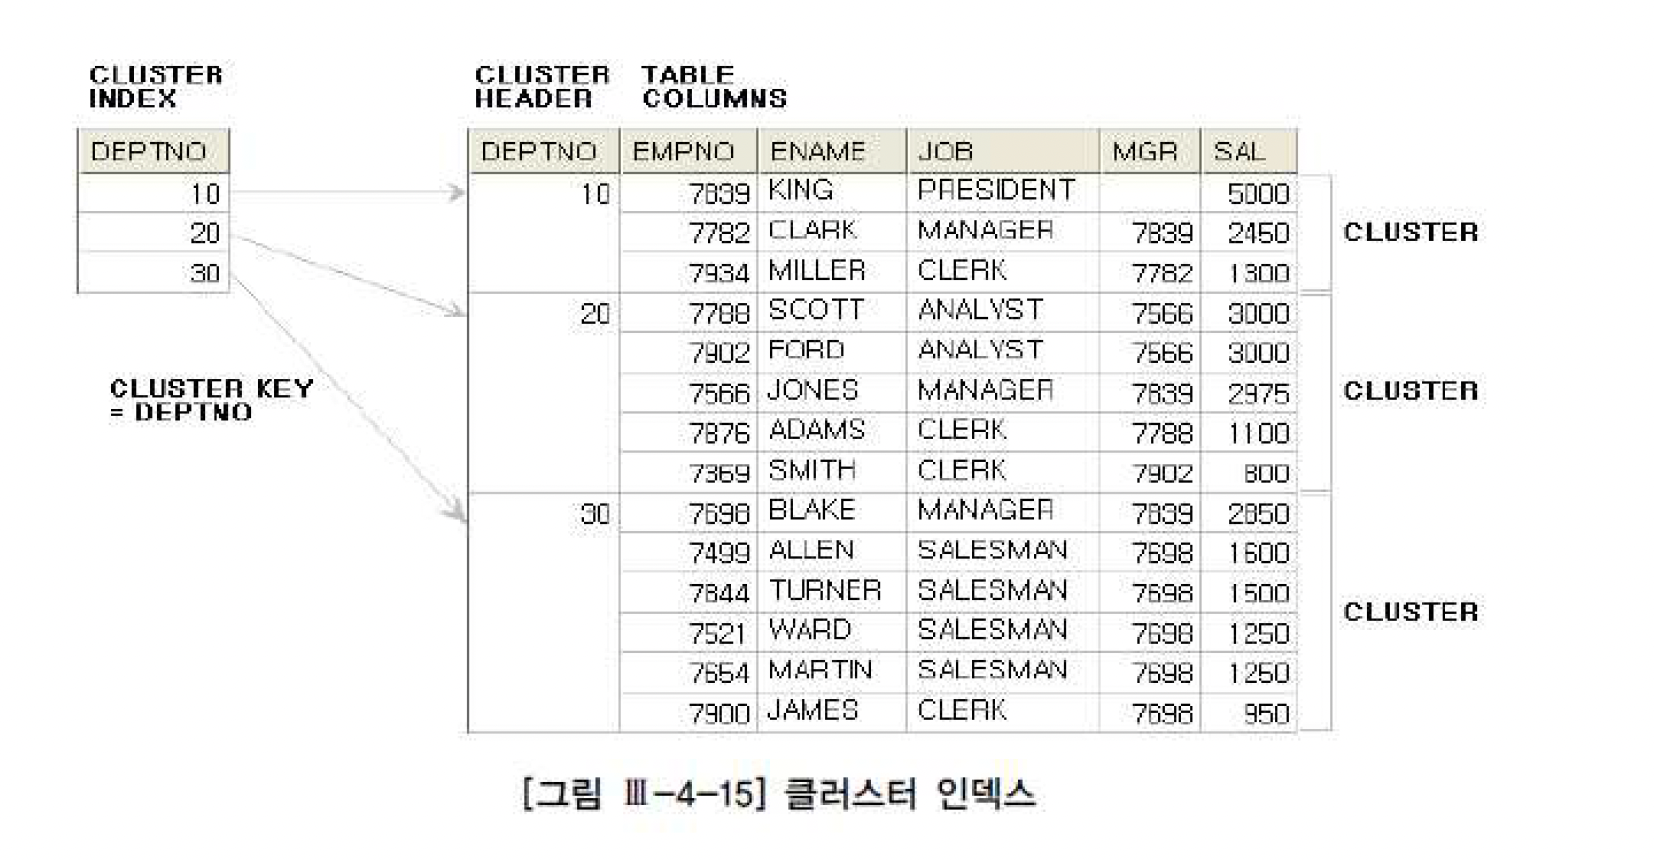 CLUSTER INDEX
CLUSTER HEADER
TABLE COLUMNS
DEPTNO
10
20
30
CLUSTER KEY
= DEPTNO
DEPTNO EMPNO ENAME JOB MGR SAL
10 7839 KING PRESIDENT 5000
7782 CLARK MANAGER 7839 2450
7934 MILLER CLERK 7782 1300
20 7788 SCOTT ANALYST 7566 3000
7902 FORD ANALYST 7566 3000
7566 JONES MANAGER 7839 2975
7876 ADAMS CLERK 7788 1100
7369 SMITH CLERK 7902 800
30 7698 BLAKE MANAGER 7839 2850
7499 ALLEN SALESMAN 7698 1600
7844 TURNER SALESMAN 7698 1500
7521 WARD SALESMAN 7698 1250
7654 MARTIN SALESMAN 7698 1250
7900 JAMES CLERK 7698 950
CLUSTER
CLUSTER
CLUSTER
[그림 Ⅲ-4-15] 클러스터 인덱스